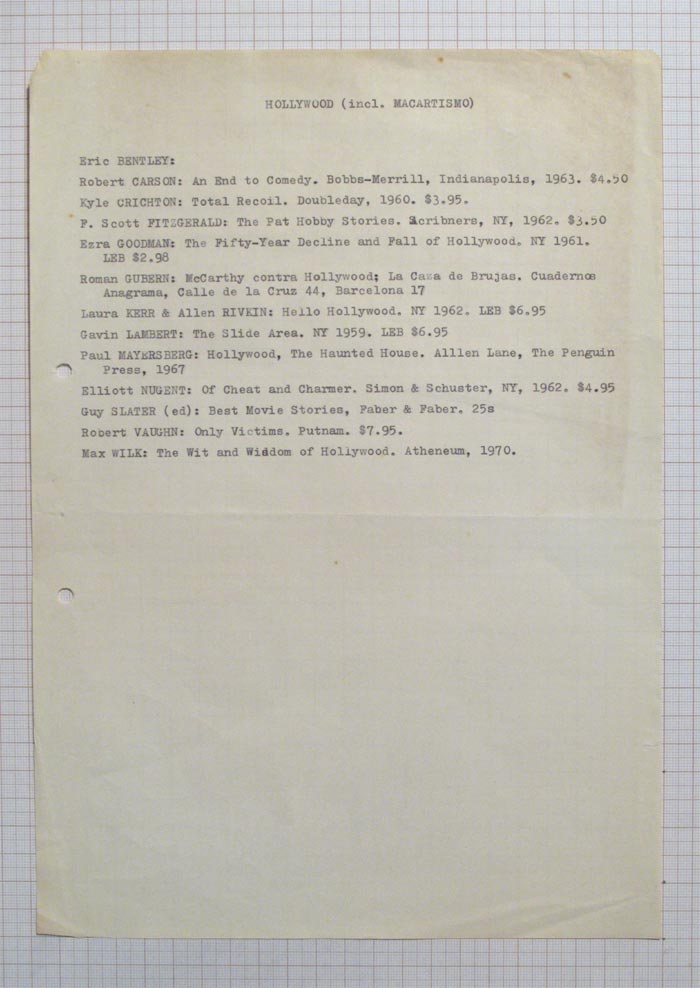 HOLLYWOOD (incl. MACARTISMO)
Eric BENTLEY:
Robert CARSON: An End to Comedy. Bobbs-Merrill, Indianapolis, 1963. $4.50
Kyle CRICHTON: Total Recoil. Doubleday, 1960. $3.95.
F. Scott FITZGERALD: The Pat Hobby Stories. Scribners, NY, 1962. $3.50
Ezra GOODMAN: The Fifty-Year Decline and Fall of Hollywood. NY 1961.
LEB $2.98
Roman GUBERN: McCarthy contra Hollywood: La Caza de Brujas. Cuadernos
Anagrama, Calle de la Cruz 44, Barcelona 17
Laura KERR & Allen RIVKIN: Hello Hollywood. NY 1962. LEB $6.95
Gavin LAMBERT: The Slide Area. NY 1959. LEB $6.95
Paul MAYERSBERG: Hollywood, The Haunted House. Alllen Lane, The Penguin
Press, 1967
Elliott NUGENT: Of Cheat and Charmer. Simon & Schuster, NY, 1962. $4.95
Guy SLATER (ed): Best Movie Stories, Faber & Faber. 25s
Robert VAUGHN: Only Victims. Putnam. $7.95.
Max WILK: The Wit and Wisdom of Hollywood. Atheneum, 1970.